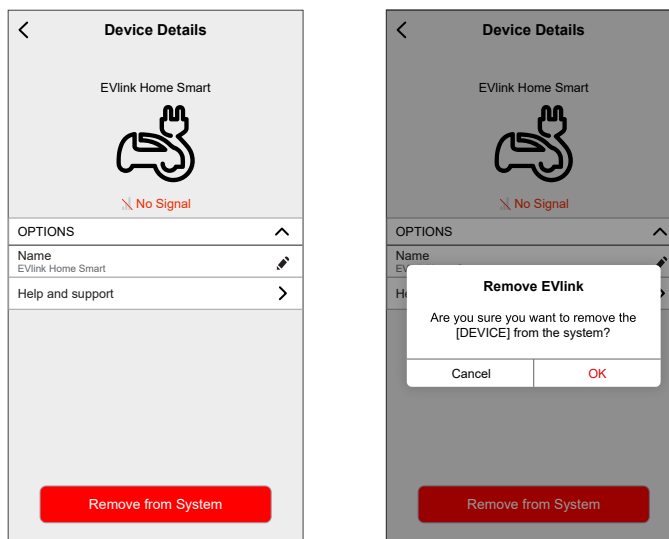 Device Details
EVlink Home Smart
No Signal
OPTIONS
Name
EVlink Home Smart
Help and support
Remove from System
Device Details
EVlink Home Smart
No Signal
OPTIONS
Name
EV
He
Remove EVlink
Are you sure you want to remove the
[DEVICE] from the system?
Cancel OK
Remove from System